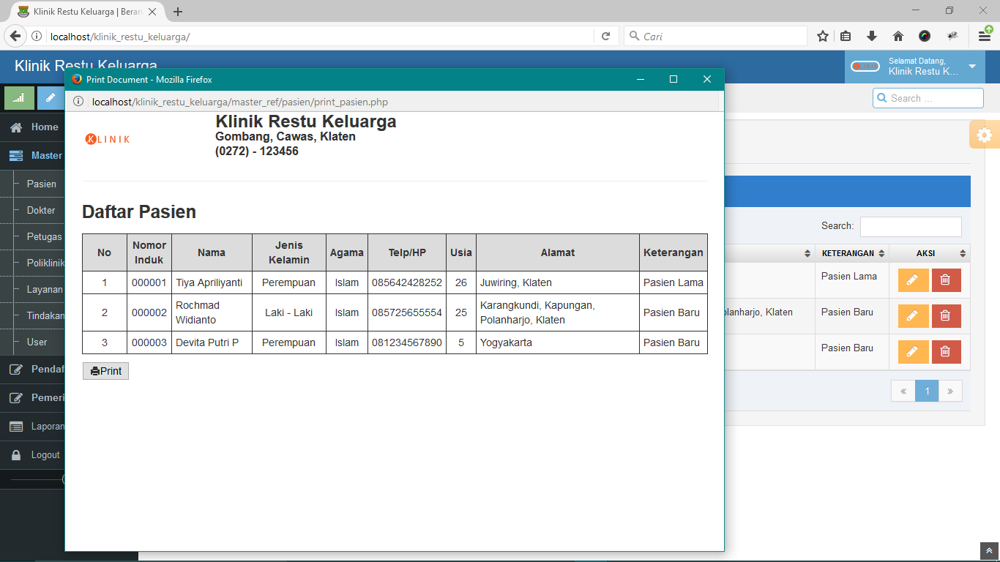 Klinik Restu Keluarga | Beran
localhost/klinik_restu_keluarga/
Cari
Klinik Restu Keluarga
KLINIK
Selamat Datang,
Klinik Restu K...
Search ...
Home
Master
Pasien
Dokter
Petugas
Poliklinik
Layanan
Tindakan
User
Pendaf
Pemeri
Laporan
Logout
Print Document - Mozilla Firefox
localhost/klinik_restu_keluarga/master_ref/pasien/print_pasien.php
KLINIK
Klinik Restu Keluarga
Gombang, Cawas, Klaten
(0272) - 123456
Daftar Pasien
No Nomor Induk Nama Jenis Kelamin Agama Telp/HP Usia Alamat Keterangan
1 000001 Tiya Apriliyanti Perempuan Islam 085642428252 26 Juwiring, Klaten Pasien Lama
2 000002 Rochmad Widianto Laki - Laki Islam 085725655554 25 Karangkundi, Kapungan, Polanharjo, Klaten Pasien Baru
3 000003 Devita Putri P Perempuan Islam 081234567890 5 Yogyakarta Pasien Baru
Print
Search:
KETERANGAN AKSI
Pasien Lama
olanharjo, Klaten Pasien Baru
Pasien Baru
« 1 »